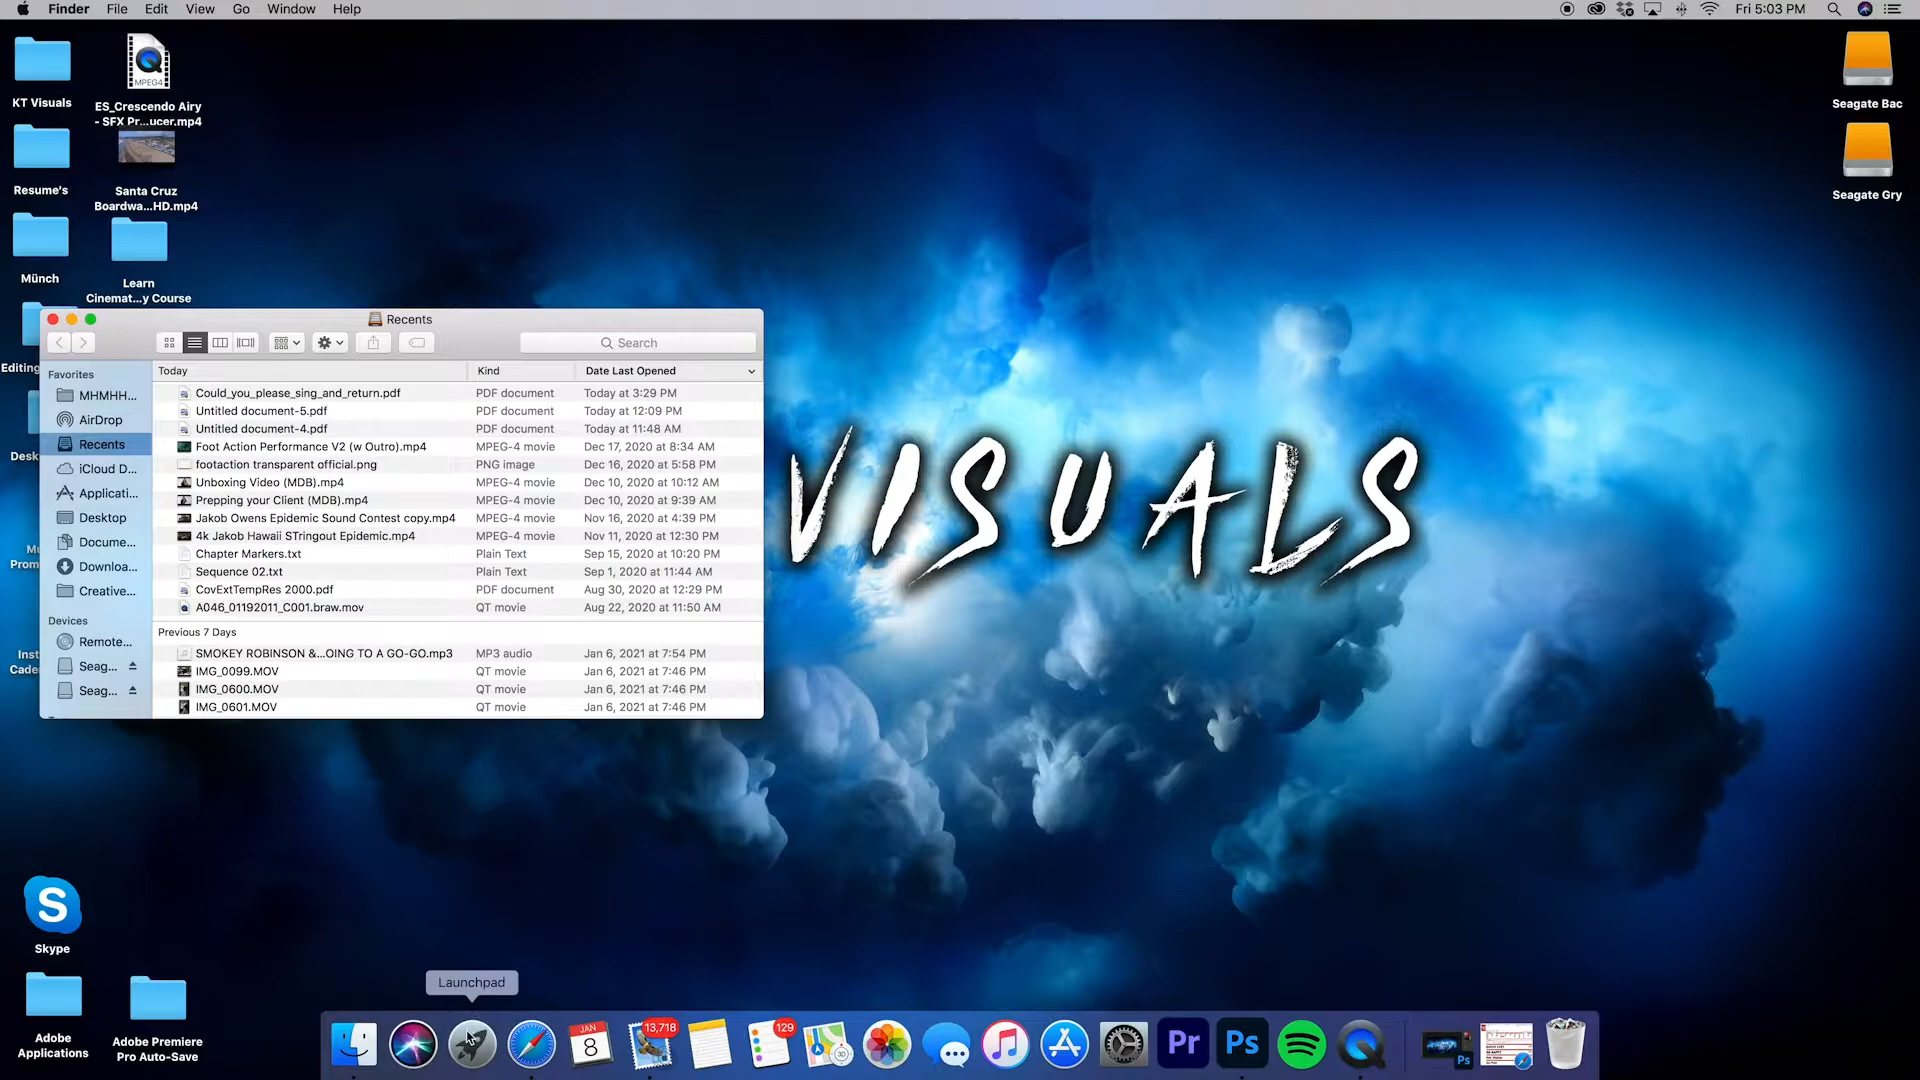 Finder File Edit View Go Window Help
Fri 5:03 PM
KT Visuals
MPEG4
ES_Crescendo Airy
- SFX Pr...ucer.mp4
Resume's
Santa Cruz
Boardwa...HD.mp4
Münch
Learn
Cinemat...y Course
Seagate Bac
Seagate Gry
Editing
Desk
Prom
Inst
Cade
Recents
Search
Favorites
MHMHH...
AirDrop
Recents
iCloud D...
Applicati...
Desktop
Docume...
Downloa...
Creative...
Devices
Remote...
Seag...
Seag...
Today Kind Date Last Opened
Could_you_please_sing_and_return.pdf PDF document Today at 3:29 PM
Untitled document-5.pdf PDF document Today at 12:09 PM
Untitled document-4.pdf PDF document Today at 11:48 AM
Foot Action Performance V2 (w Outro).mp4 MPEG-4 movie Dec 17, 2020 at 8:34 AM
footaction transparent official.png PNG image Dec 16, 2020 at 5:58 PM
Unboxing Video (MDB).mp4 MPEG-4 movie Dec 10, 2020 at 10:12 AM
Prepping your Client (MDB).mp4 MPEG-4 movie Dec 10, 2020 at 9:39 AM
Jakob Owens Epidemic Sound Contest copy.mp4 MPEG-4 movie Nov 16, 2020 at 4:39 PM
4k Jakob Hawaii STringout Epidemic.mp4 MPEG-4 movie Nov 11, 2020 at 12:30 PM
Chapter Markers.txt Plain Text Sep 15, 2020 at 10:20 PM
Sequence 02.txt Plain Text Sep 1, 2020 at 11:44 AM
CovExtTempRes 2000.pdf PDF document Aug 30, 2020 at 12:29 PM
A046_01192011_C001.braw.mov QT movie Aug 22, 2020 at 11:50 AM
Previous 7 Days
SMOKEY ROBINSON &...OING TO A GO-GO.mp3 MP3 audio Jan 6, 2021 at 7:54 PM
IMG_0099.MOV QT movie Jan 6, 2021 at 7:46 PM
IMG_0600.MOV QT movie Jan 6, 2021 at 7:46 PM
IMG_0601.MOV QT movie Jan 6, 2021 at 7:46 PM
VISUALS
S
Skype
Adobe
Applications
Adobe Premiere
Pro Auto-Save
Launchpad
JAN
8
13,718
129
3D
Pr
Ps
Ps